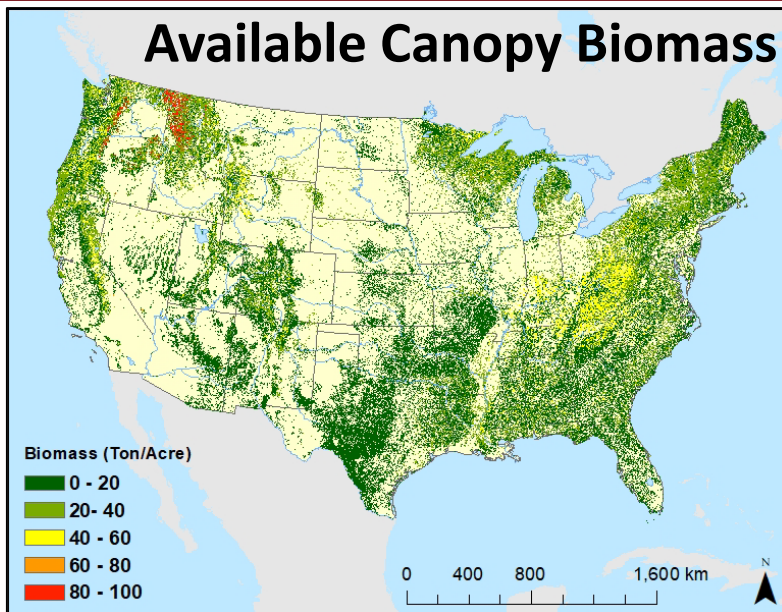 Available Canopy Biomass
Biomass (Ton/Acre)
0 - 20
20- 40
40 - 60
60 - 80
80 - 100
0 400 800 1,600 km
N